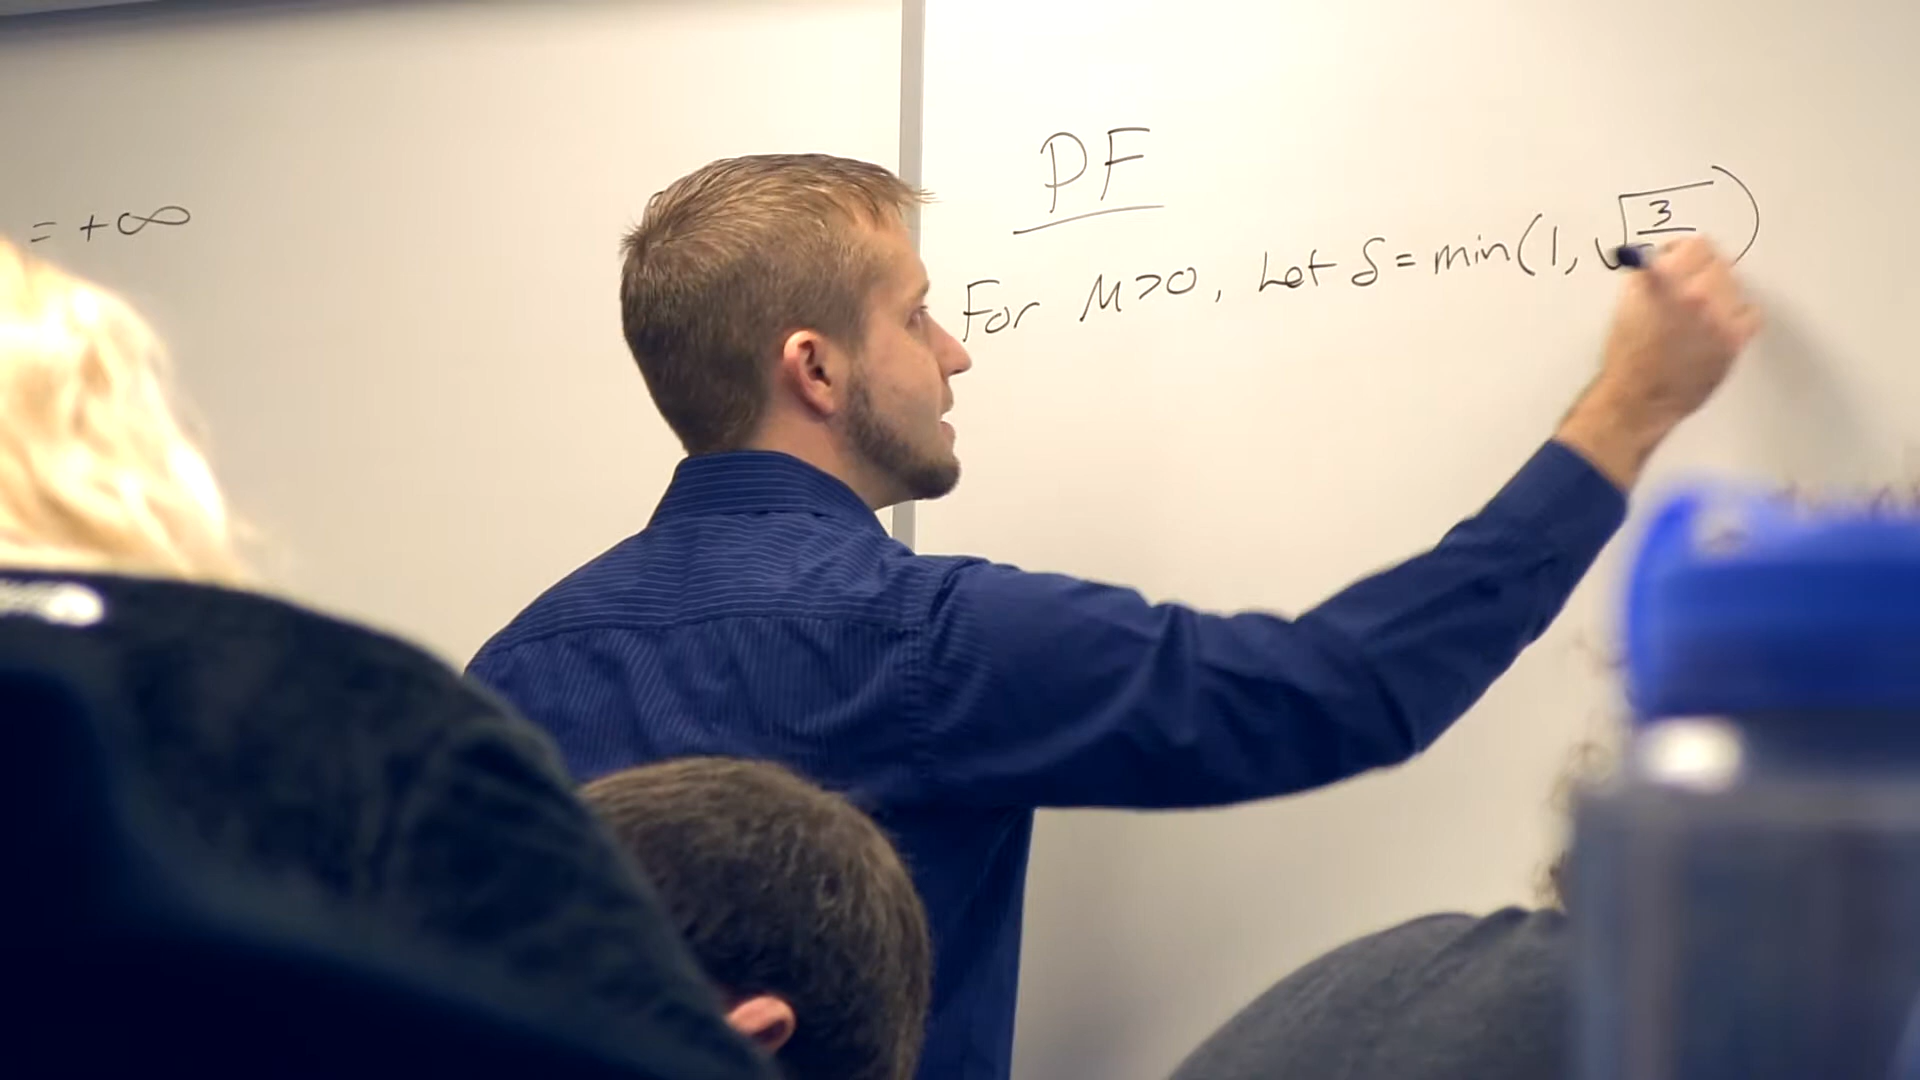 = +∞
PF
For M>0, Let δ = min(1, √3